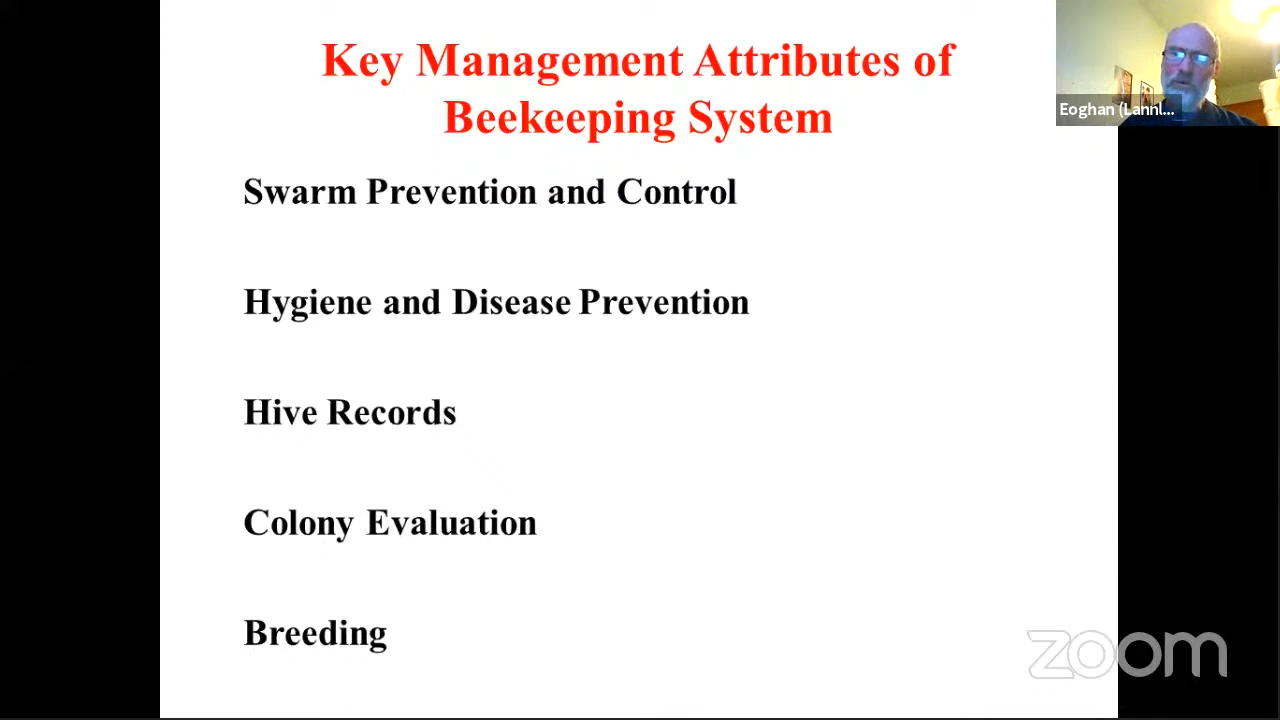 Key Management Attributes of
Beekeeping System
Eoghan (Lannl...
Swarm Prevention and Control
Hygiene and Disease Prevention
Hive Records
Colony Evaluation
Breeding
zoom